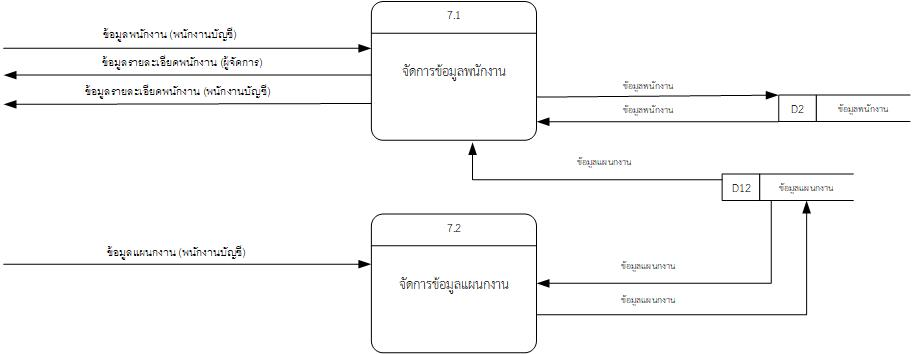 7.1
ข้อมูลพนักงาน (พนักงานบัญชี)
ข้อมูลรายละเอียดพนักงาน (ผู้จัดการ)
จัดการข้อมูลพนักงาน
ข้อมูลรายละเอียดพนักงาน (พนักงานบัญชี)
ข้อมูลพนักงาน
ข้อมูลพนักงาน
D2
ข้อมูลพนักงาน
ข้อมูลแผนกงาน
D12
ข้อมูลแผนกงาน
7.2
ข้อมูลแผนกงาน (พนักงานบัญชี)
จัดการข้อมูลแผนกงาน
ข้อมูลแผนกงาน
ข้อมูลแผนกงาน